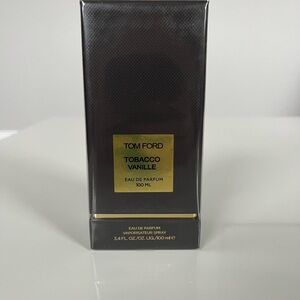 TOM FORD
TOBACCO
VANILLE
EAU DE PARFUM
100 ML
EAU DE PARFUM
VAPORISATEUR SPRAY
3.4 FL. OZ./OZ. LIQ./100 ml ℮